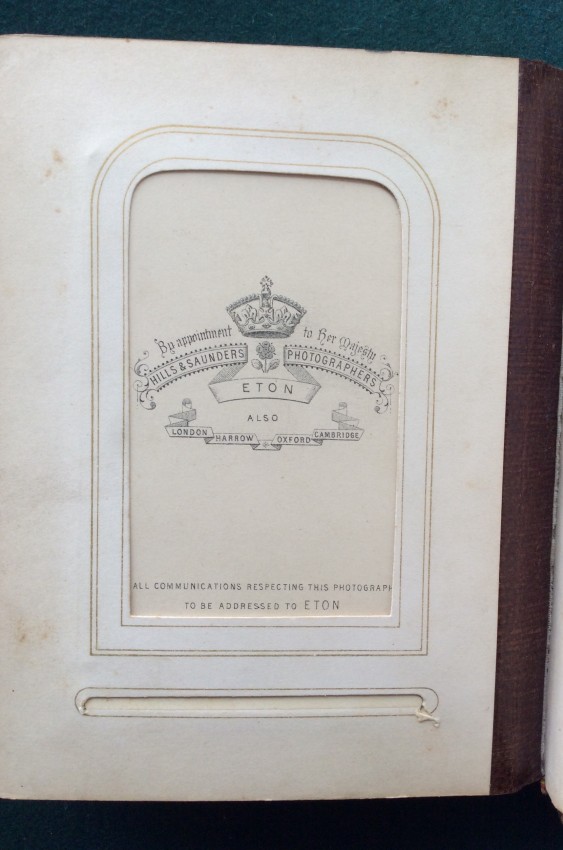 By appointment to Her Majesty
HILLS & SAUNDERS PHOTOGRAPHERS
ETON
ALSO
LONDON HARROW OXFORD CAMBRIDGE
ALL COMMUNICATIONS RESPECTING THIS PHOTOGRAPH
TO BE ADDRESSED TO ETON